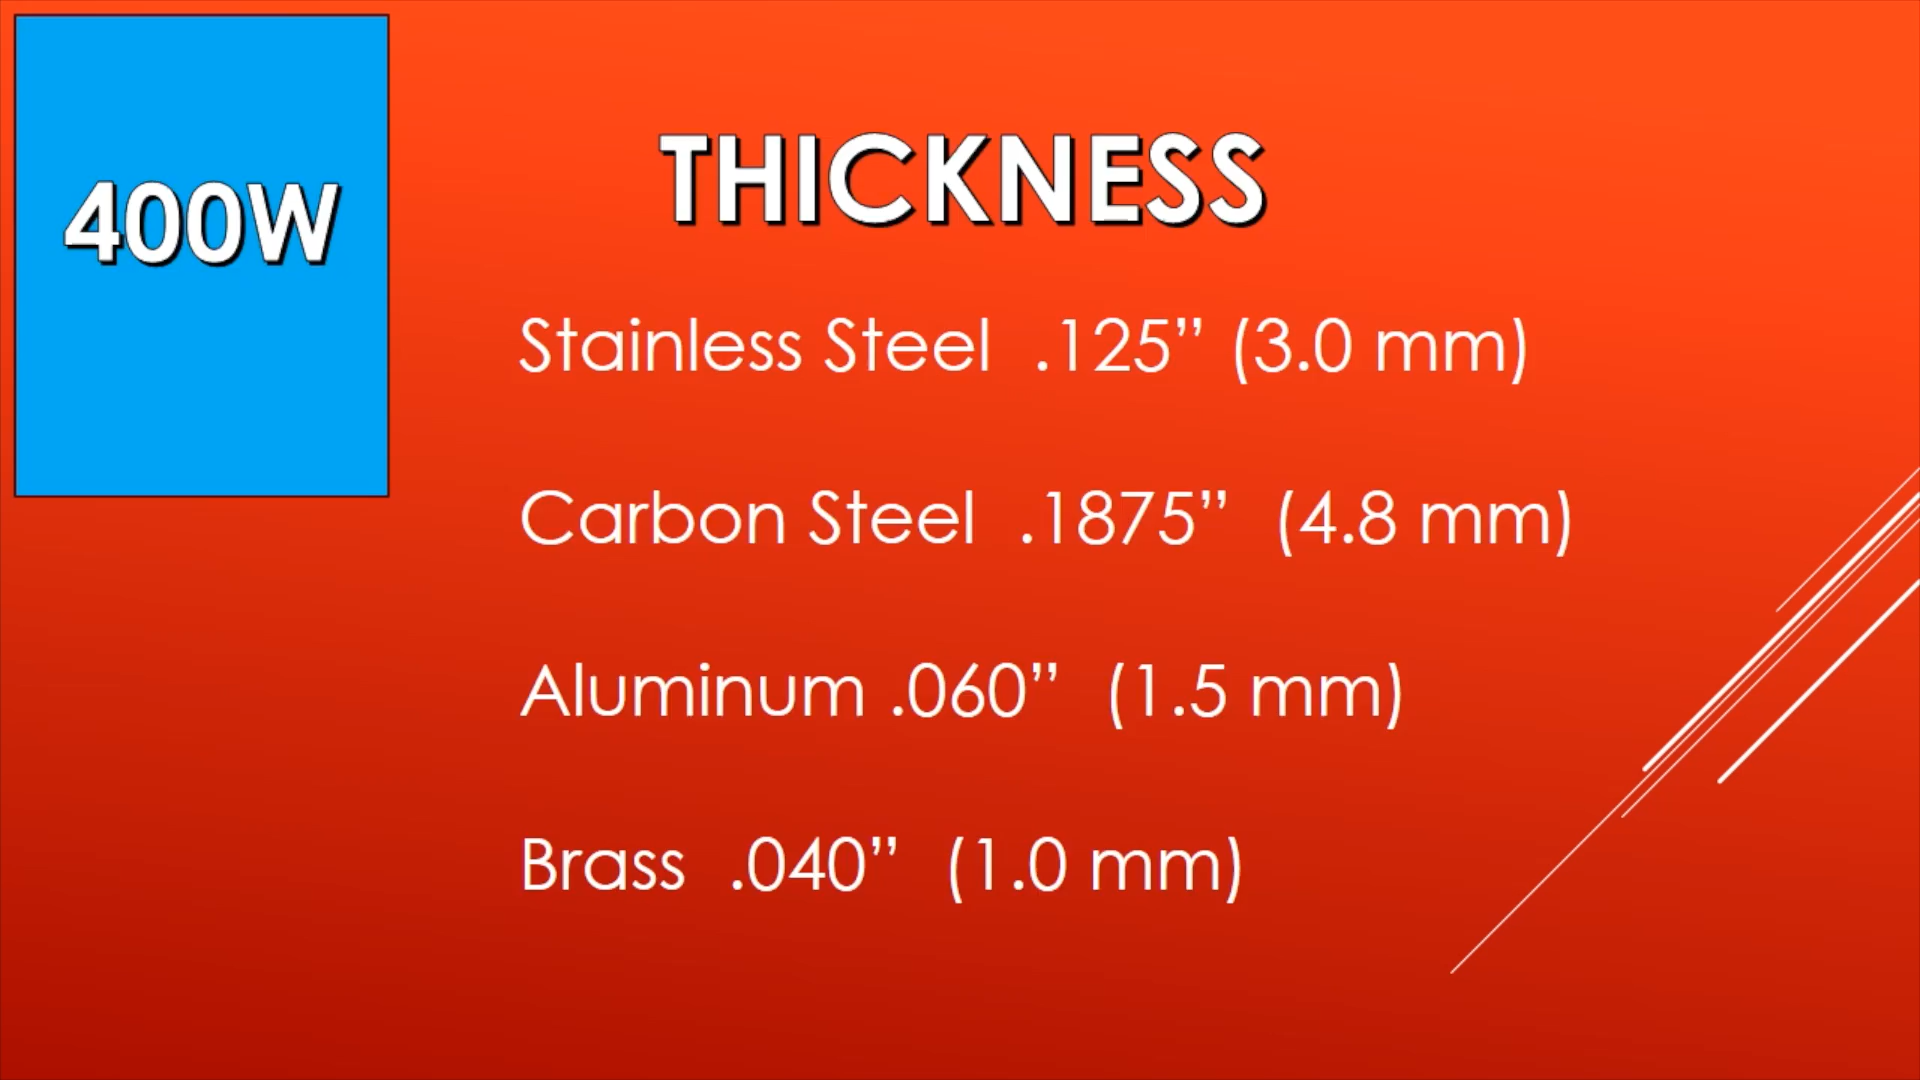 400W
THICKNESS
Stainless Steel .125” (3.0 mm)
Carbon Steel .1875” (4.8 mm)
Aluminum .060” (1.5 mm)
Brass .040” (1.0 mm)